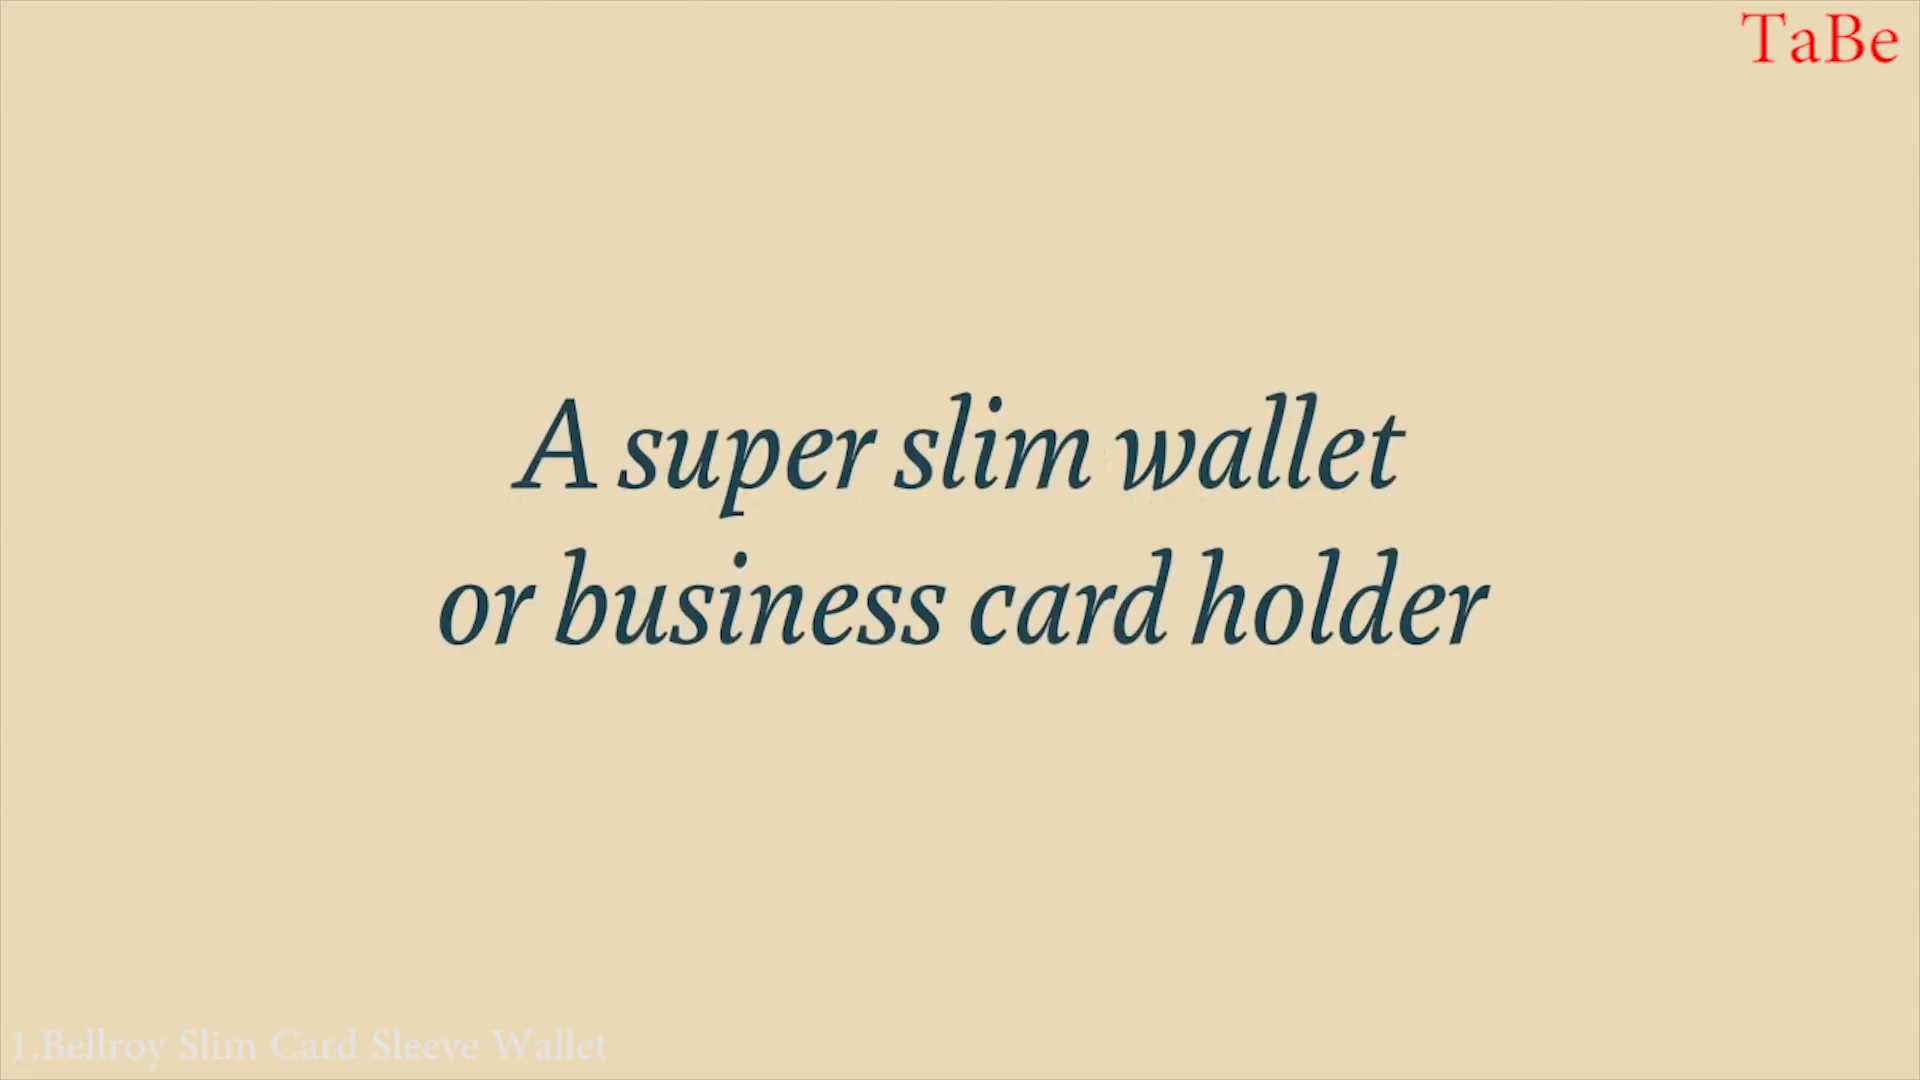 TaBe
A super slim wallet
or business card holder
1.Bellroy Slim Card Sleeve Wallet